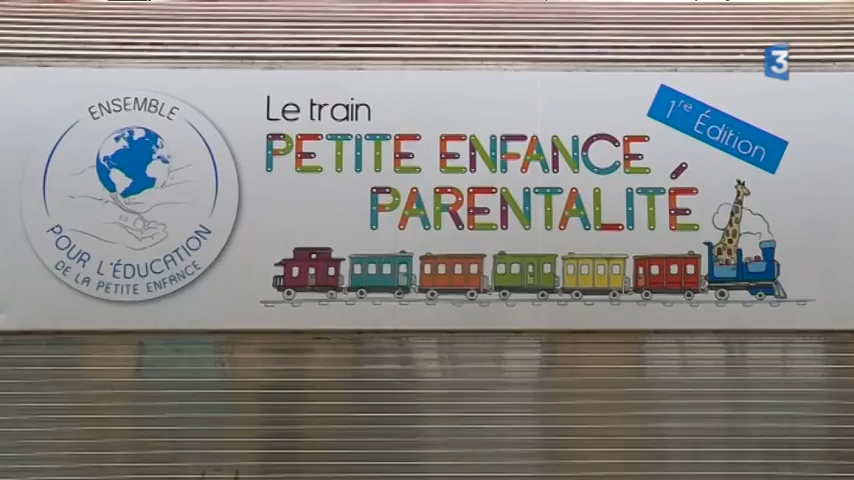 3
ENSEMBLE
POUR L'ÉDUCATION
DE LA PETITE ENFANCE
Le train
PETITE ENFANCE
PARENTALITÉ
1re Édition